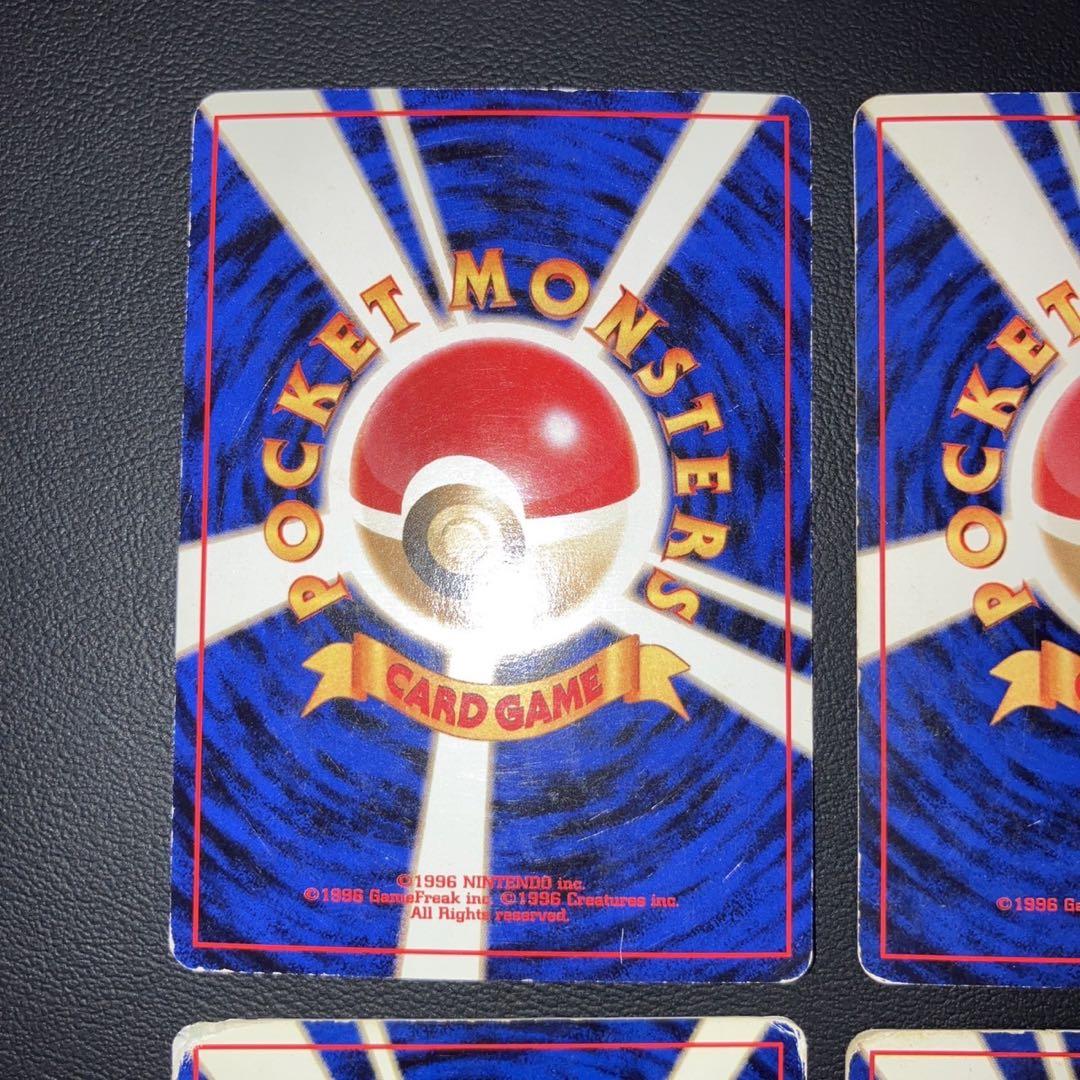 POCKET MONSTERS
CARD GAME
©1996 NINTENDO inc.
©1996 GameFreak inc. ©1996 Creatures inc.
All Rights reserved.
POCKET
©1996 Ga